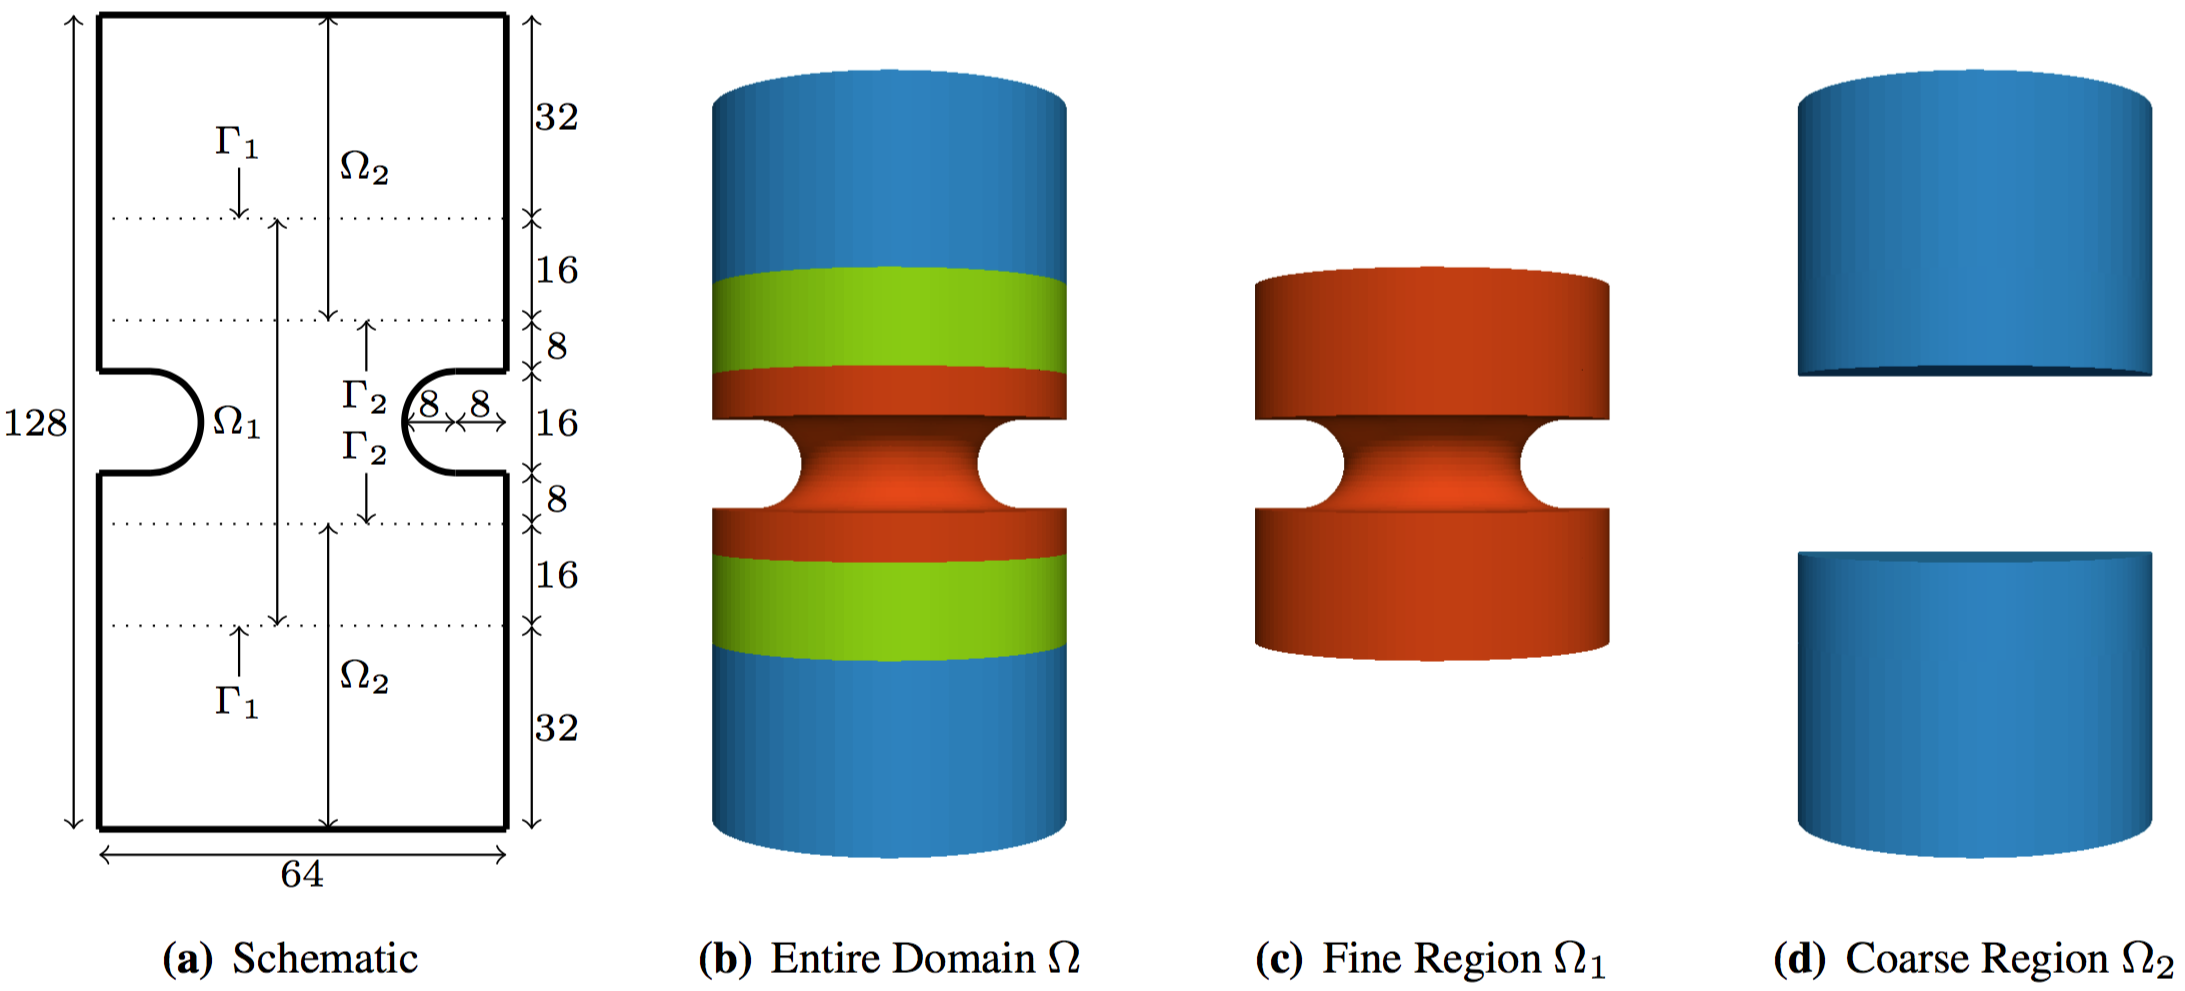 32
Γ1
Ω2
16
8
Γ2
8 8
128
Ω1
16
Γ2
8
16
Ω2
Γ1
32
64
(a) Schematic
(b) Entire Domain Ω
(c) Fine Region Ω1
(d) Coarse Region Ω2